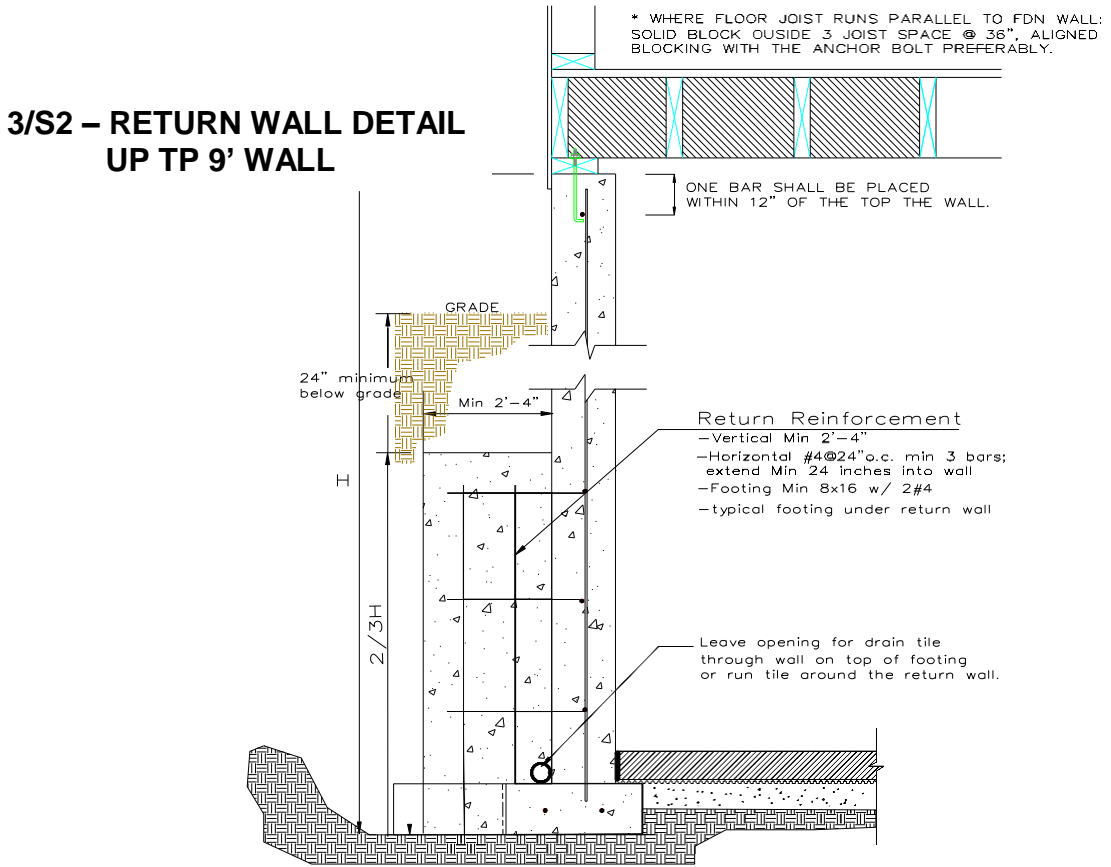 * WHERE FLOOR JOIST RUNS PARALLEL TO FDN WALL:
SOLID BLOCK OUSIDE 3 JOIST SPACE @ 36", ALIGNED
BLOCKING WITH THE ANCHOR BOLT PREFERABLY.
3/S2 – RETURN WALL DETAIL
UP TP 9' WALL
ONE BAR SHALL BE PLACED
WITHIN 12" OF THE TOP THE WALL.
GRADE
24" minimum
below grade
Min 2'-4"
Return Reinforcement
-Vertical Min 2'-4"
-Horizontal #4@24"o.c. min 3 bars;
extend Min 24 inches into wall
-Footing Min 8x16 w/ 2#4
-typical footing under return wall
H
2/3H
Leave opening for drain tile
through wall on top of footing
or run tile around the return wall.